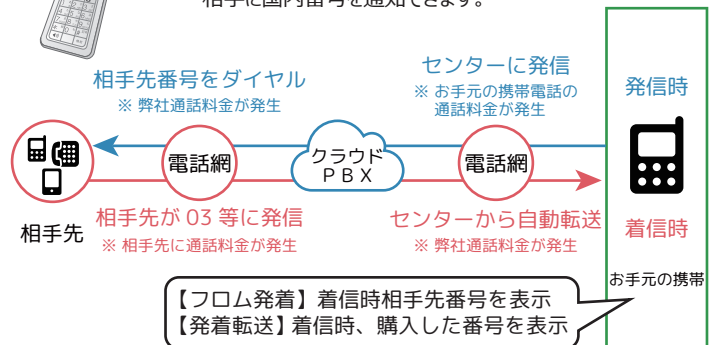 相手に国内番号を通知できます。
相手先番号をダイヤル
※ 弊社通話料金が発生
センターに発信
※ お手元の携帯電話の
通話料金が発生
発信時
電話網
クラウド
PBX
電話網
相手先
相手先が 03 等に発信
※ 相手先に通話料金が発生
センターから自動転送
※ 弊社通話料金が発生
着信時
お手元の携帯
【フロム発着】着信時相手先番号を表示
【発着転送】着信時、購入した番号を表示